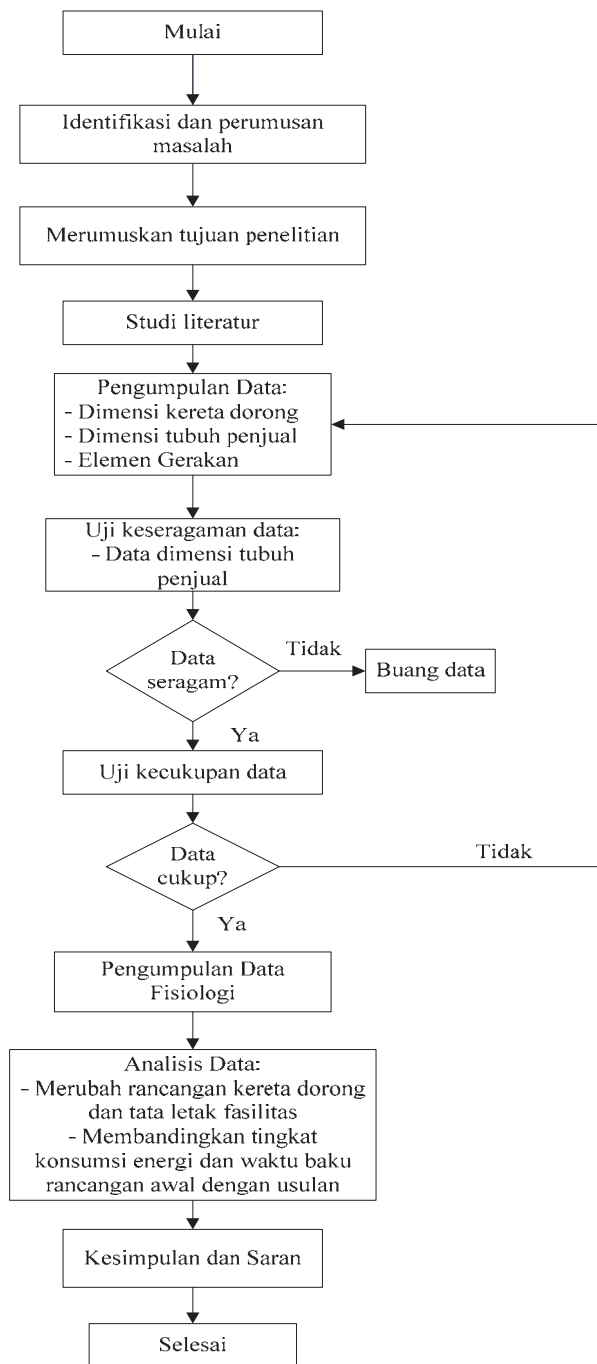 Mulai
Identifikasi dan perumusan
masalah
Merumuskan tujuan penelitian
Studi literatur
Pengumpulan Data:
- Dimensi kereta dorong
- Dimensi tubuh penjual
- Elemen Gerakan
Uji keseragaman data:
- Data dimensi tubuh
penjual
Data
seragam?
Tidak
Buang data
Ya
Uji kecukupan data
Data
cukup?
Tidak
Ya
Pengumpulan Data
Fisiologi
Analisis Data:
- Merubah rancangan kereta dorong
dan tata letak fasilitas
- Membandingkan tingkat
konsumsi energi dan waktu baku
rancangan awal dengan usulan
Kesimpulan dan Saran
Selesai